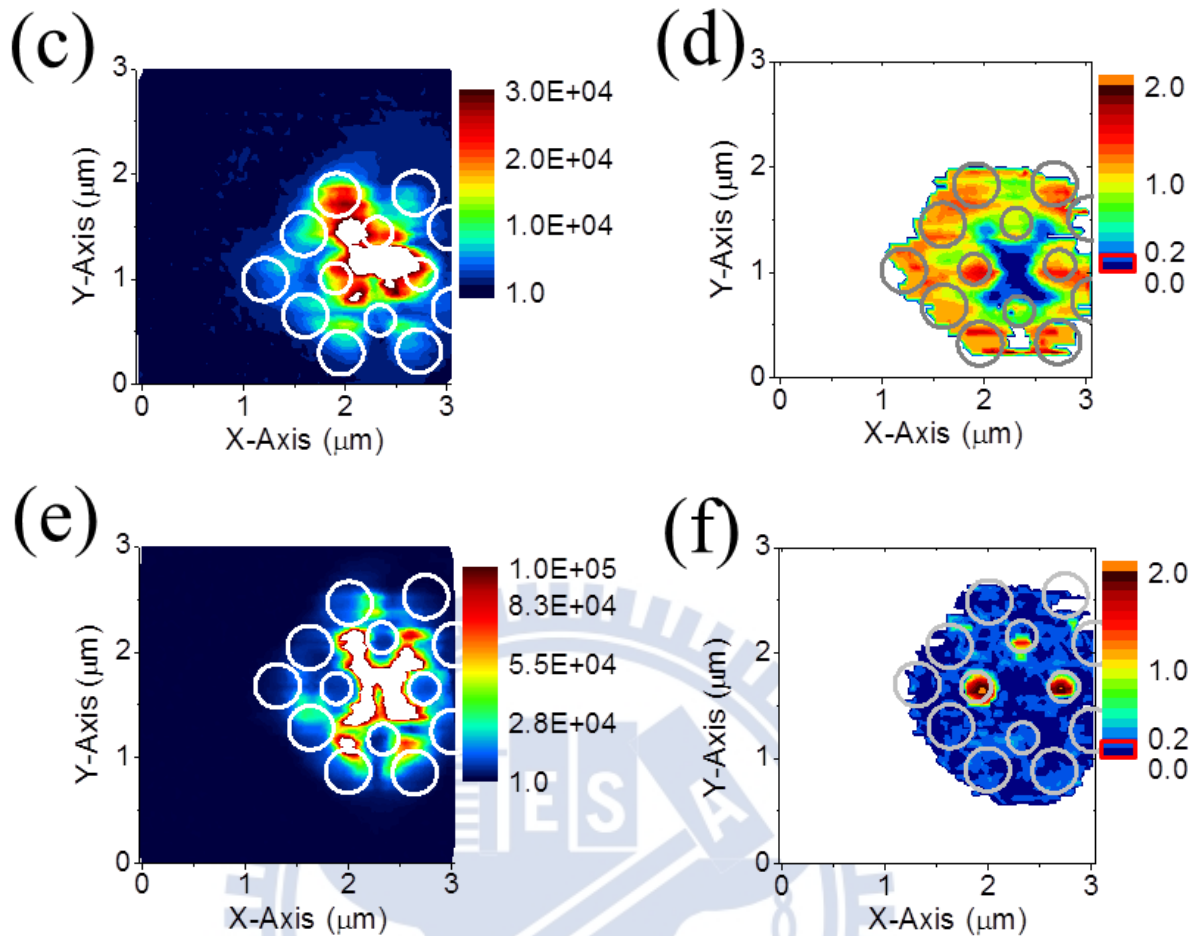 (c)
3
2
1
0
Y-Axis (μm)
0 1 2 3
X-Axis (μm)
3.0E+04
2.0E+04
1.0E+04
1.0
(d)
3
2
1
0
Y-Axis (μm)
0 1 2 3
X-Axis (μm)
2.0
1.0
0.2
0.0
(e)
3
2
1
0
Y-Axis (μm)
0 1 2 3
X-Axis (μm)
1.0E+05
8.3E+04
5.5E+04
2.8E+04
1.0
(f)
3
2
1
0
Y-Axis (μm)
0 1 2 3
X-Axis (μm)
2.0
1.0
0.2
0.0
E S A